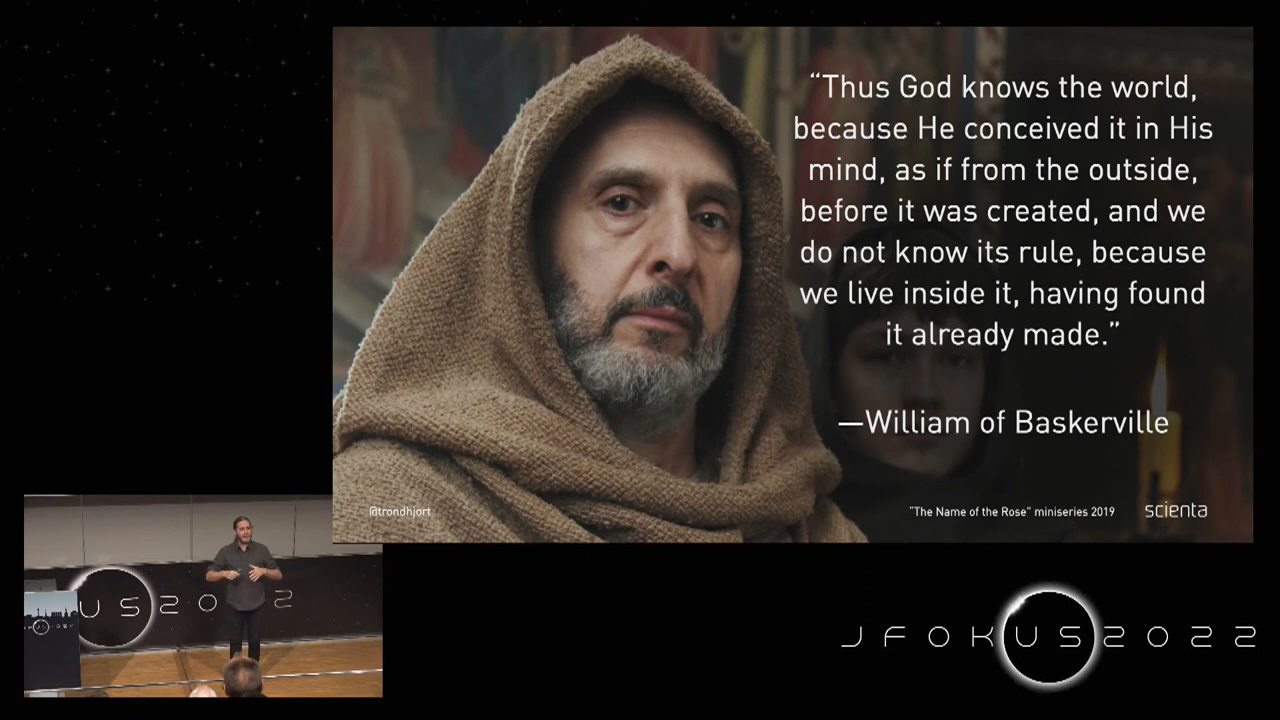 “Thus God knows the world,
because He conceived it in His
mind, as if from the outside,
before it was created, and we
do not know its rule, because
we live inside it, having found
it already made.”
—William of Baskerville
@trondhjort
"The Name of the Rose" miniseries 2019
scienta
US2022
JFOKUS2022